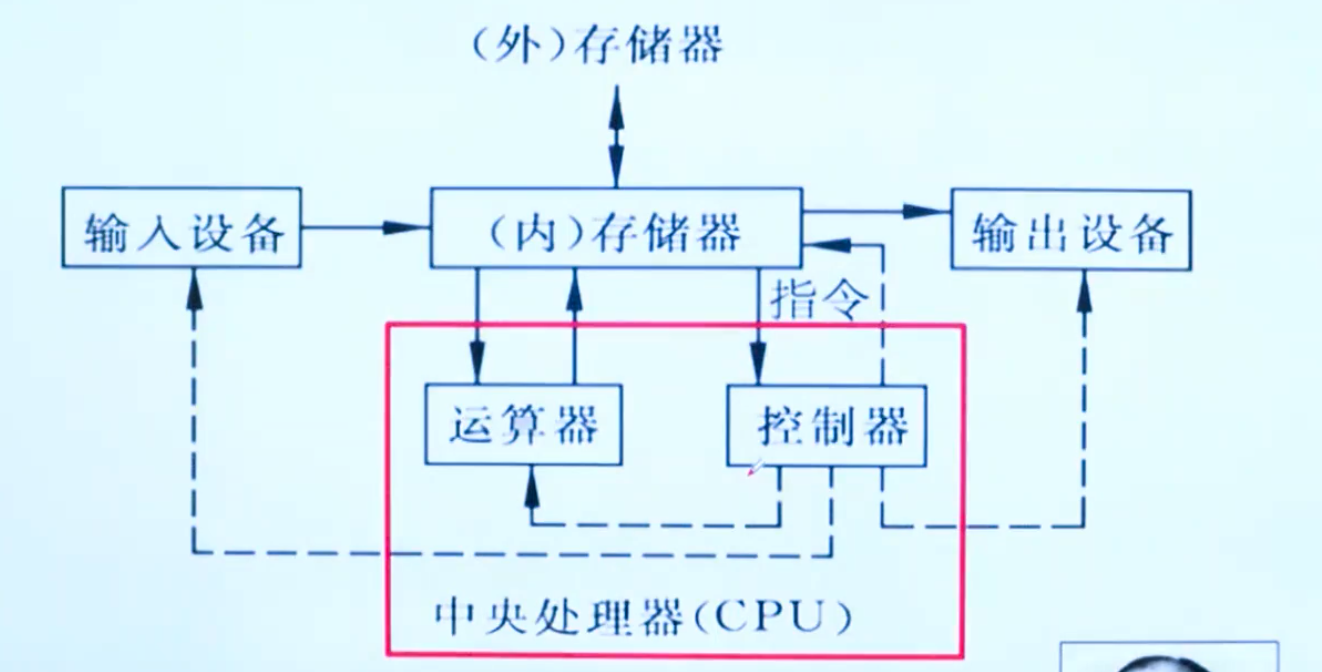 （外）存储器
输入设备
（内）存储器
输出设备
指令
运算器
控制器
中央处理器(CPU)